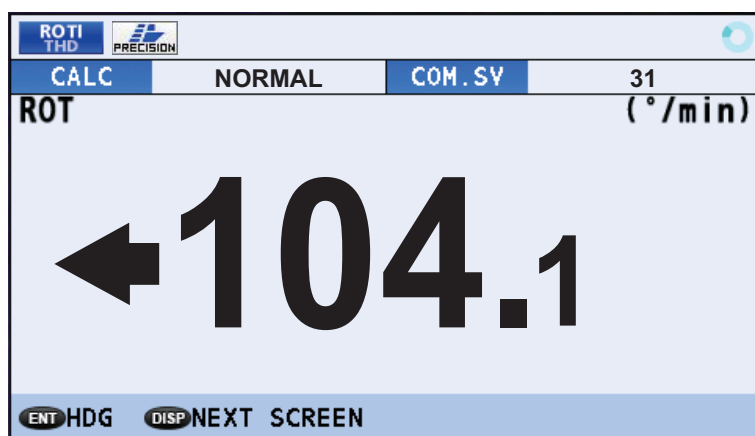 ROTI
THD PRECISION
CALC NORMAL COM.SV 31
ROT (°/min)
104.1
ENT HDG DISP NEXT SCREEN